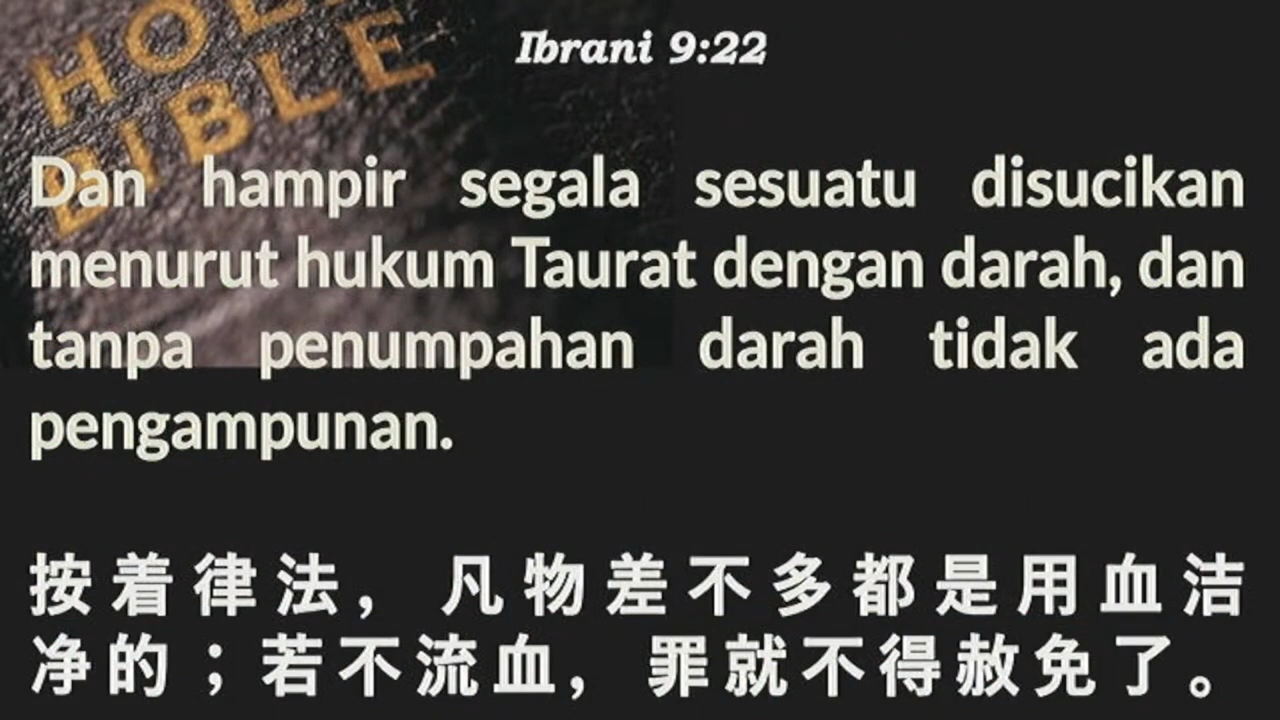 HOL
BIBLE
Ibrani 9:22
Dan hampir segala sesuatu disucikan
menurut hukum Taurat dengan darah, dan
tanpa penumpahan darah tidak ada
pengampunan.
按着律法，凡物差不多都是用血洁
净的；若不流血，罪就不得赦免了。